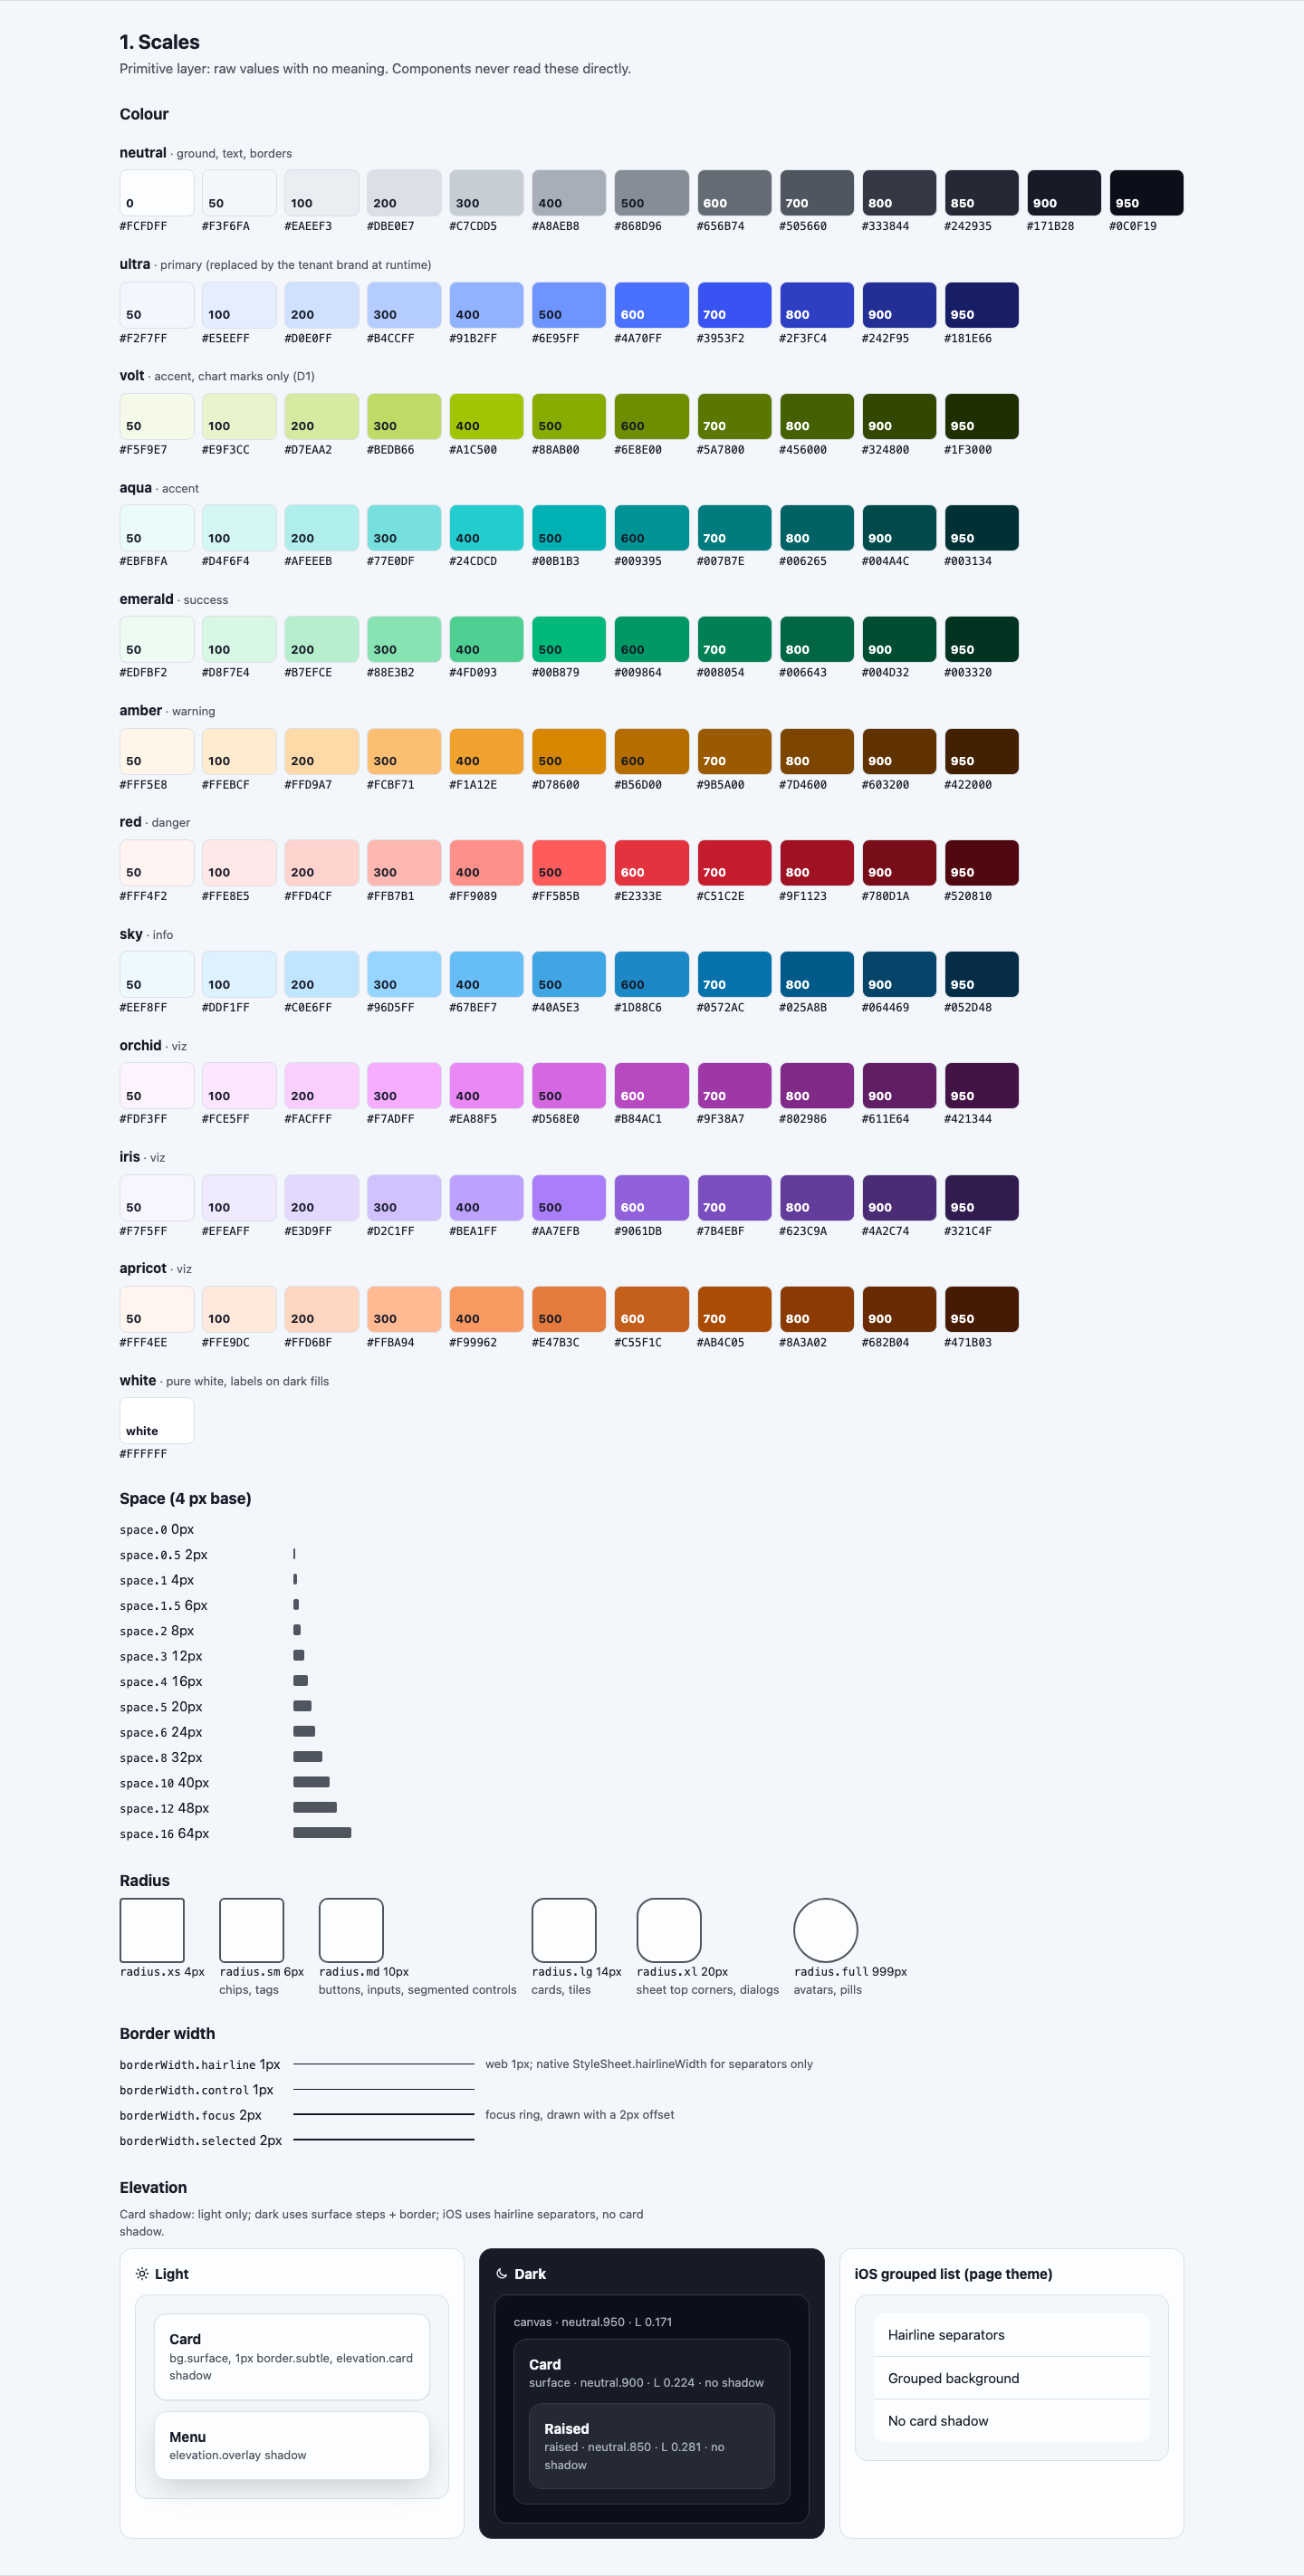 1. Scales
Primitive layer: raw values with no meaning. Components never read these directly.
Colour
neutral · ground, text, borders
0 50 100 200 300 400 500 600 700 800 850 900 950
#FCFDFF #F3F6FA #EAEEF3 #DBE0E7 #C7CDD5 #A8AEB8 #868D96 #656B74 #505660 #333844 #242935 #171B28 #0C0F19
ultra · primary (replaced by the tenant brand at runtime)
50 100 200 300 400 500 600 700 800 900 950
#F2F7FF #E5EEFF #D0E0FF #B4CCFF #91B2FF #6E95FF #4A70FF #3953F2 #2F3FC4 #242F95 #181E66
volt · accent, chart marks only (D1)
50 100 200 300 400 500 600 700 800 900 950
#F5F9E7 #E9F3CC #D7EAA2 #BEDB66 #A1C500 #88AB00 #6E8E00 #5A7800 #456000 #324800 #1F3000
aqua · accent
50 100 200 300 400 500 600 700 800 900 950
#EBFBFA #D4F6F4 #AFEEEB #77E0DF #24CDCD #00B1B3 #009395 #007B7E #006265 #004A4C #003134
emerald · success
50 100 200 300 400 500 600 700 800 900 950
#EDFBF2 #D8F7E4 #B7EFCE #88E3B2 #4FD093 #00B879 #009864 #008054 #006643 #004D32 #003320
amber · warning
50 100 200 300 400 500 600 700 800 900 950
#FFF5E8 #FFEBCF #FFD9A7 #FCBF71 #F1A12E #D78600 #B56D00 #9B5A00 #7D4600 #603200 #422000
red · danger
50 100 200 300 400 500 600 700 800 900 950
#FFF4F2 #FFE8E5 #FFD4CF #FFB7B1 #FF9089 #FF5B5B #E2333E #C51C2E #9F1123 #780D1A #520810
sky · info
50 100 200 300 400 500 600 700 800 900 950
#EEF8FF #DDF1FF #C0E6FF #96D5FF #67BEF7 #40A5E3 #1D88C6 #0572AC #025A8B #064469 #052D48
orchid · viz
50 100 200 300 400 500 600 700 800 900 950
#FDF3FF #FCE5FF #FACFFF #F7ADFF #EA88F5 #D568E0 #B84AC1 #9F38A7 #802986 #611E64 #421344
iris · viz
50 100 200 300 400 500 600 700 800 900 950
#F7F5FF #EFEAFF #E3D9FF #D2C1FF #BEA1FF #AA7EFB #9061DB #7B4EBF #623C9A #4A2C74 #321C4F
apricot · viz
50 100 200 300 400 500 600 700 800 900 950
#FFF4EE #FFE9DC #FFD6BF #FFBA94 #F99962 #E47B3C #C55F1C #AB4C05 #8A3A02 #682B04 #471B03
white · pure white, labels on dark fills
white
#FFFFFF
Space (4 px base)
space.0 0px
space.0.5 2px
space.1 4px
space.1.5 6px
space.2 8px
space.3 12px
space.4 16px
space.5 20px
space.6 24px
space.8 32px
space.10 40px
space.12 48px
space.16 64px
Radius
radius.xs 4px radius.sm 6px radius.md 10px radius.lg 14px radius.xl 20px radius.full 999px
chips, tags buttons, inputs, segmented controls cards, tiles sheet top corners, dialogs avatars, pills
Border width
borderWidth.hairline 1px web 1px; native StyleSheet.hairlineWidth for separators only
borderWidth.control 1px
borderWidth.focus 2px focus ring, drawn with a 2px offset
borderWidth.selected 2px
Elevation
Card shadow: light only; dark uses surface steps + border; iOS uses hairline separators, no card
shadow.
Light
Card
bg.surface, 1px border.subtle, elevation.card
shadow
Menu
elevation.overlay shadow
Dark
canvas · neutral.950 · L 0.171
Card
surface · neutral.900 · L 0.224 · no shadow
Raised
raised · neutral.850 · L 0.281 · no
shadow
iOS grouped list (page theme)
Hairline separators
Grouped background
No card shadow